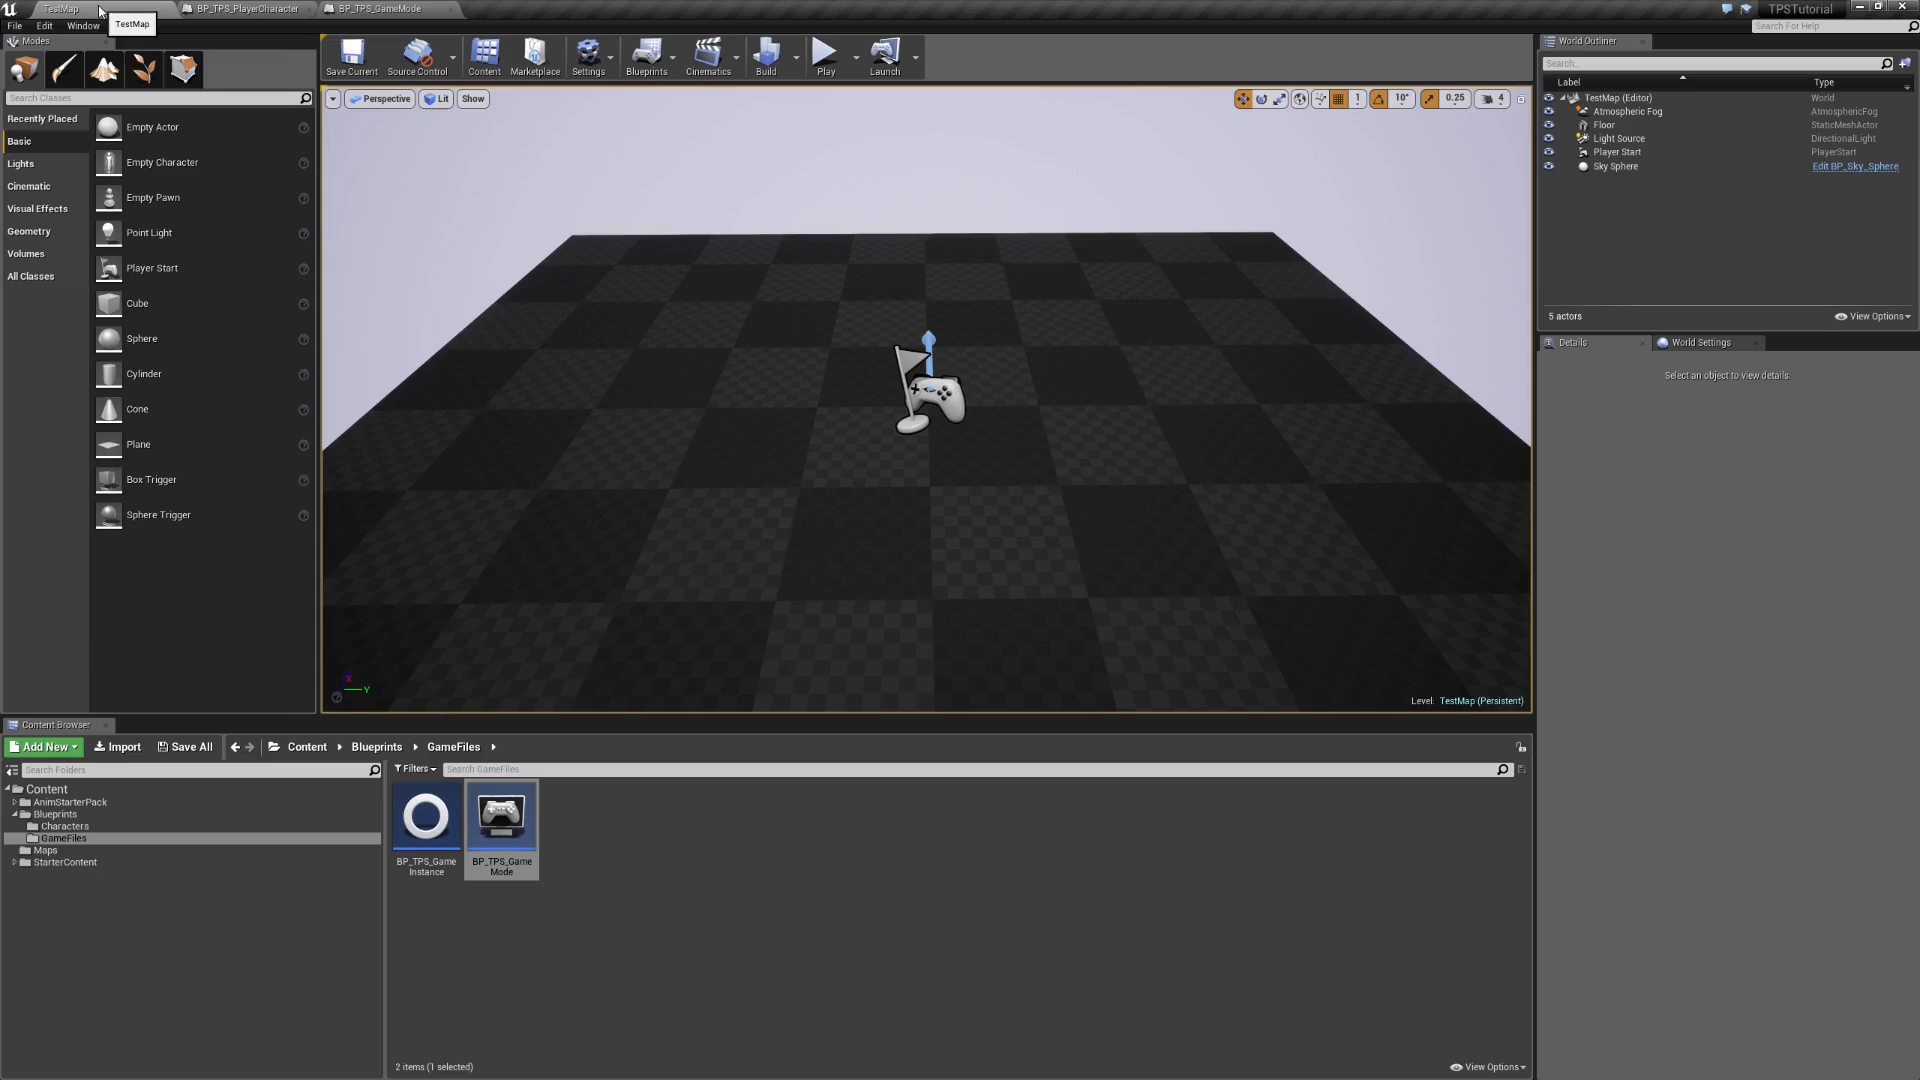 TestMap
BP_TPS_PlayerCharacter
BP_TPS_GameMode
TPSTutorial
File
Edit
Window
TestMap
Search For Help
Modes
Search Classes
Recently Placed
Basic
Lights
Cinematic
Visual Effects
Geometry
Volumes
All Classes
Empty Actor
Empty Character
Empty Pawn
Point Light
Player Start
Cube
Sphere
Cylinder
Cone
Plane
Box Trigger
Sphere Trigger
Save Current
Source Control
Content
Marketplace
Settings
Blueprints
Cinematics
Build
Play
Launch
Perspective
Lit
Show
1
10°
0.25
4
X
Y
Level: TestMap (Persistent)
World Outliner
Search...
Label Type
TestMap (Editor) World
Atmospheric Fog AtmosphericFog
Floor StaticMeshActor
Light Source DirectionalLight
Player Start PlayerStart
Sky Sphere Edit BP_Sky_Sphere
5 actors
View Options
Details
World Settings
Select an object to view details.
Content Browser
Add New
Import
Save All
Content
Blueprints
GameFiles
Search Folders
Filters
Search GameFiles
Content
AnimStarterPack
Blueprints
Characters
GameFiles
Maps
StarterContent
BP_TPS_Game
Instance
BP_TPS_Game
Mode
2 items (1 selected)
View Options